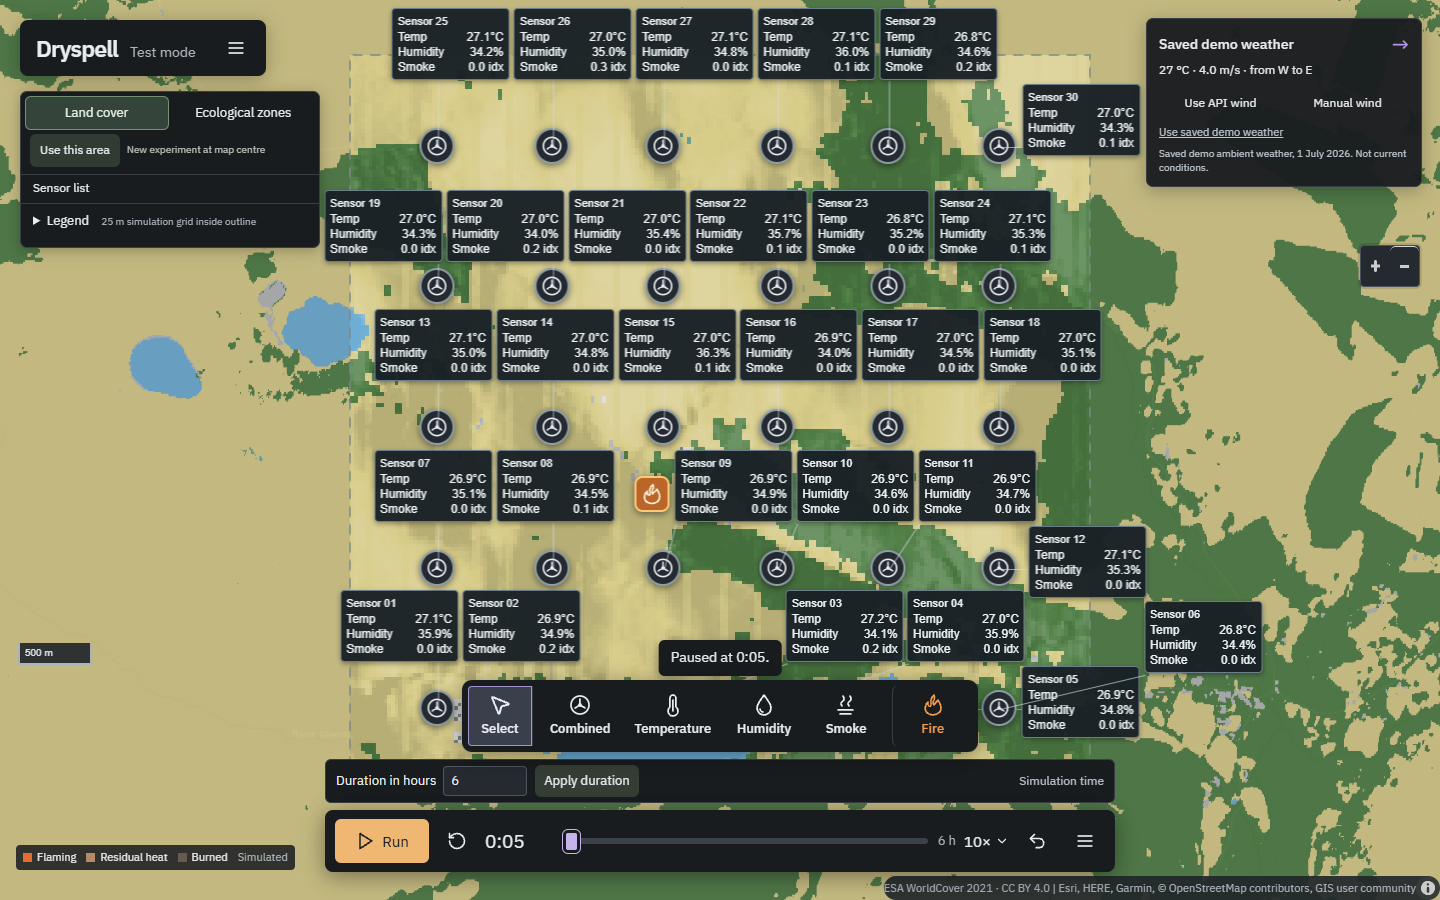 Dryspell Test mode
Land cover
Ecological zones
Use this area
New experiment at map centre
Sensor list
Legend
25 m simulation grid inside outline
Saved demo weather
27 °C · 4.0 m/s · from W to E
Use API wind
Manual wind
Use saved demo weather
Saved demo ambient weather, 1 July 2026. Not current
conditions.
+ −
Sensor 25
Temp 27.1°C
Humidity 34.2%
Smoke 0.0 idx
Sensor 26
Temp 27.0°C
Humidity 35.0%
Smoke 0.3 idx
Sensor 27
Temp 27.1°C
Humidity 34.8%
Smoke 0.0 idx
Sensor 28
Temp 27.1°C
Humidity 36.0%
Smoke 0.1 idx
Sensor 29
Temp 26.8°C
Humidity 34.6%
Smoke 0.2 idx
Sensor 30
Temp 27.0°C
Humidity 34.3%
Smoke 0.1 idx
Sensor 19
Temp 27.0°C
Humidity 34.3%
Smoke 0.0 idx
Sensor 20
Temp 27.0°C
Humidity 34.0%
Smoke 0.2 idx
Sensor 21
Temp 27.0°C
Humidity 35.4%
Smoke 0.0 idx
Sensor 22
Temp 27.1°C
Humidity 35.7%
Smoke 0.1 idx
Sensor 23
Temp 26.8°C
Humidity 35.2%
Smoke 0.0 idx
Sensor 24
Temp 27.1°C
Humidity 35.3%
Smoke 0.1 idx
Sensor 13
Temp 27.1°C
Humidity 35.0%
Smoke 0.0 idx
Sensor 14
Temp 27.0°C
Humidity 34.8%
Smoke 0.0 idx
Sensor 15
Temp 27.0°C
Humidity 36.3%
Smoke 0.1 idx
Sensor 16
Temp 26.9°C
Humidity 34.0%
Smoke 0.0 idx
Sensor 17
Temp 27.0°C
Humidity 34.5%
Smoke 0.0 idx
Sensor 18
Temp 27.0°C
Humidity 35.1%
Smoke 0.0 idx
Sensor 07
Temp 26.9°C
Humidity 35.1%
Smoke 0.0 idx
Sensor 08
Temp 26.9°C
Humidity 34.5%
Smoke 0.1 idx
Sensor 09
Temp 26.9°C
Humidity 34.9%
Smoke 0.0 idx
Sensor 10
Temp 26.9°C
Humidity 34.6%
Smoke 0.0 idx
Sensor 11
Temp 26.9°C
Humidity 34.7%
Smoke 0.0 idx
Sensor 12
Temp 27.1°C
Humidity 35.3%
Smoke 0.0 idx
Sensor 01
Temp 27.1°C
Humidity 35.9%
Smoke 0.0 idx
Sensor 02
Temp 26.9°C
Humidity 34.9%
Smoke 0.2 idx
Sensor 03
Temp 27.2°C
Humidity 34.1%
Smoke 0.2 idx
Sensor 04
Temp 27.0°C
Humidity 35.9%
Smoke 0.0 idx
Sensor 06
Temp 26.8°C
Humidity 34.4%
Smoke 0.0 idx
Sensor 05
Temp 26.9°C
Humidity 34.8%
Smoke 0.0 idx
500 m
Paused at 0:05.
Select
Combined
Temperature
Humidity
Smoke
Fire
Duration in hours 6 Apply duration Simulation time
Run 0:05 6 h 10×
Flaming Residual heat Burned Simulated
ESA WorldCover 2021 · CC BY 4.0 | Esri, HERE, Garmin, © OpenStreetMap contributors, GIS user community